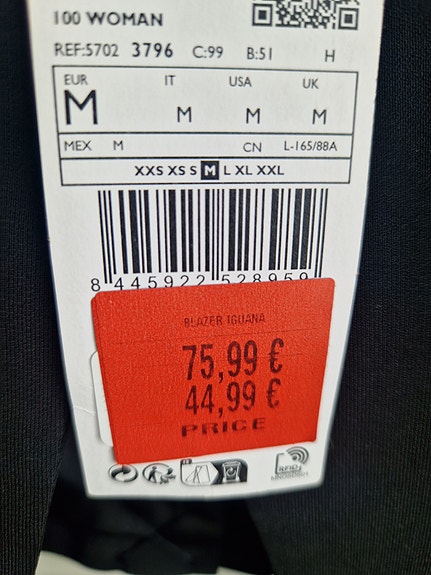 100 WOMAN
REF:5702 3796 C:99 B:51 H
EUR IT USA UK
M M M M
MEX M CN L-165/88A
XXS XS S M L XL XXL
8 445922 528959
BLAZER IGUANA
75,99 €
44,99 €
PRICE
RFID